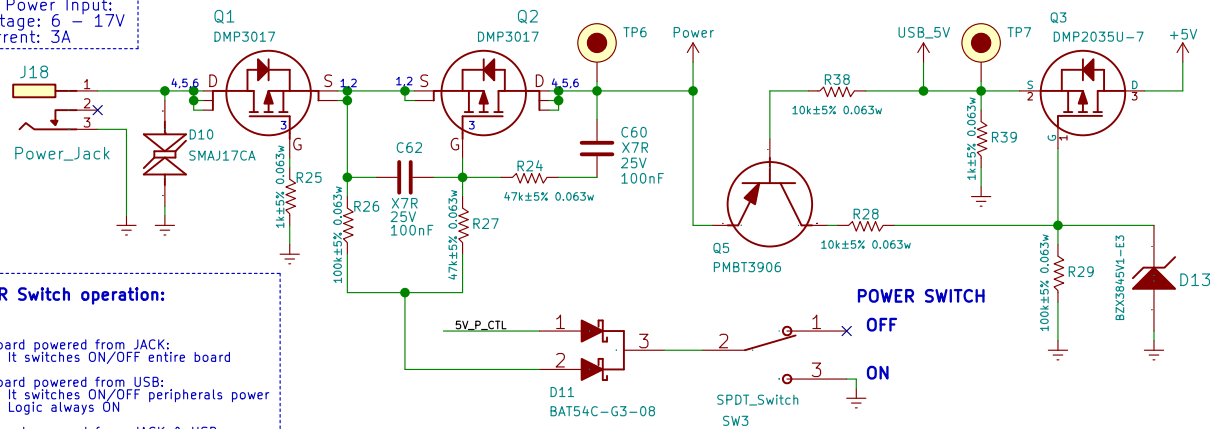 Power Input:
tage: 6 – 17V
rrent: 3A
Q1
DMP3017
Q2
DMP3017
TP6
Power
USB_5V
TP7
Q3
DMP2035U-7
+5V
J18
1
2
3
Power_Jack
4,5,6
D
S
1,2
3
G
1,2
S
D
4,5,6
3
G
D10
SMAJ17CA
R25
1k±5% 0.063w
C62
X7R
25V
100nF
R26
100k±5% 0.063w
R27
47k±5% 0.063w
R24
47k±5% 0.063w
C60
X7R
25V
100nF
R38
10k±5% 0.063w
R39
1k±5% 0.063w
S
2
D
3
G
1
Q5
PMBT3906
R28
10k±5% 0.063w
R29
100k±5% 0.063w
BZX3845V1-E3
D13
R Switch operation:
oard powered from JACK:
It switches ON/OFF entire board
oard powered from USB:
It switches ON/OFF peripherals power
Logic always ON
5V_P_CTL
1
2
3
D11
BAT54C-G3-08
POWER SWITCH
2
1
OFF
3
ON
SPDT_Switch
SW3